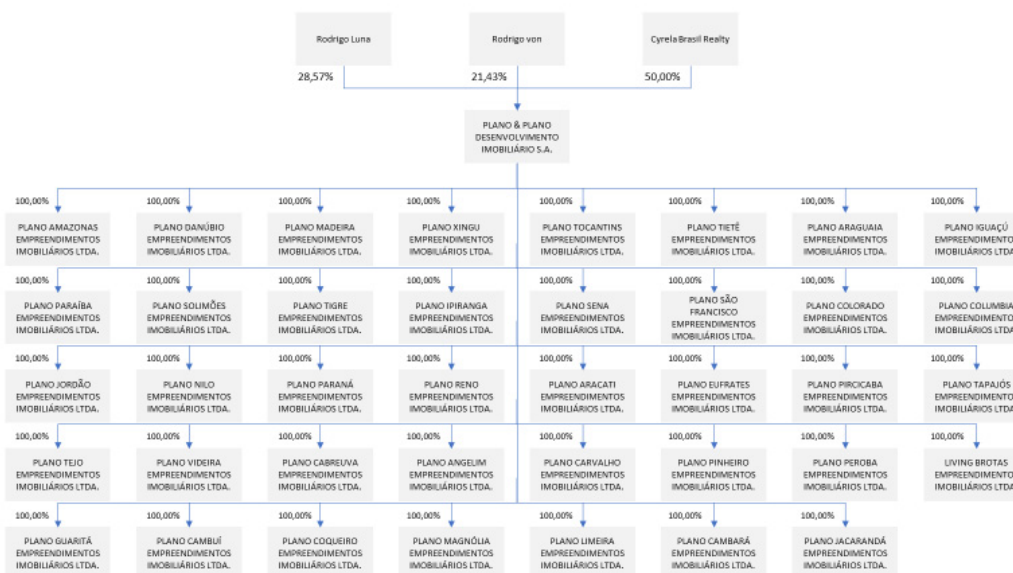 Rodrigo Luna
Rodrigo von
Cyrela Brasil Realty
28,57%
21,43%
50,00%
PLANO & PLANO
DESENVOLVIMENTO
IMOBILIÁRIO S.A.
100,00%
100,00%
100,00%
100,00%
100,00%
100,00%
100,00%
100,00%
PLANO AMAZONAS
EMPREENDIMENTOS
IMOBILIÁRIOS LTDA.
PLANO DANÚBIO
EMPREENDIMENTOS
IMOBILIÁRIOS LTDA.
PLANO MADEIRA
EMPREENDIMENTOS
IMOBILIÁRIOS LTDA.
PLANO XINGU
EMPREENDIMENTOS
IMOBILIÁRIOS LTDA.
PLANO TOCANTINS
EMPREENDIMENTOS
IMOBILIÁRIOS LTDA.
PLANO TIETÊ
EMPREENDIMENTOS
IMOBILIÁRIOS LTDA.
PLANO ARAGUAIA
EMPREENDIMENTOS
IMOBILIÁRIOS LTDA.
PLANO IGUAÇÚ
EMPREENDIMENTO
IMOBILIÁRIOS LTDA
100,00%
100,00%
100,00%
100,00%
100,00%
100,00%
100,00%
100,00%
PLANO PARAÍBA
EMPREENDIMENTOS
IMOBILIÁRIOS LTDA.
PLANO SOLIMÕES
EMPREENDIMENTOS
IMOBILIÁRIOS LTDA.
PLANO TIGRE
EMPREENDIMENTOS
IMOBILIÁRIOS LTDA.
PLANO IPIRANGA
EMPREENDIMENTOS
IMOBILIÁRIOS LTDA.
PLANO SENA
EMPREENDIMENTOS
IMOBILIÁRIOS LTDA.
PLANO SÃO
FRANCISCO
EMPREENDIMENTOS
IMOBILIÁRIOS LTDA.
PLANO COLORADO
EMPREENDIMENTOS
IMOBILIÁRIOS LTDA.
PLANO COLUMBIA
EMPREENDIMENTO
IMOBILIÁRIOS LTDA
100,00%
100,00%
100,00%
100,00%
100,00%
100,00%
100,00%
100,00%
PLANO JORDÃO
EMPREENDIMENTOS
IMOBILIÁRIOS LTDA.
PLANO NILO
EMPREENDIMENTOS
IMOBILIÁRIOS LTDA.
PLANO PARANÁ
EMPREENDIMENTOS
IMOBILIÁRIOS LTDA.
PLANO RENO
EMPREENDIMENTOS
IMOBILIÁRIOS LTDA.
PLANO ARACATI
EMPREENDIMENTOS
IMOBILIÁRIOS LTDA.
PLANO EUFRATES
EMPREENDIMENTOS
IMOBILIÁRIOS LTDA.
PLANO PIRCICABA
EMPREENDIMENTOS
IMOBILIÁRIOS LTDA.
PLANO TAPAJÓS
EMPREENDIMENTO
IMOBILIÁRIOS LTDA
100,00%
100,00%
100,00%
100,00%
100,00%
100,00%
100,00%
100,00%
PLANO TEJO
EMPREENDIMENTOS
IMOBILIÁRIOS LTDA.
PLANO VIDEIRA
EMPREENDIMENTOS
IMOBILIÁRIOS LTDA.
PLANO CABREUVA
EMPREENDIMENTOS
IMOBILIÁRIOS LTDA.
PLANO ANGELIM
EMPREENDIMENTOS
IMOBILIÁRIOS LTDA.
PLANO CARVALHO
EMPREENDIMENTOS
IMOBILIÁRIOS LTDA.
PLANO PINHEIRO
EMPREENDIMENTOS
IMOBILIÁRIOS LTDA.
PLANO PEROBA
EMPREENDIMENTOS
IMOBILIÁRIOS LTDA.
LIVING BROTAS
EMPREENDIMENTO
IMOBILIÁRIOS LTDA
100,00%
100,00%
100,00%
100,00%
100,00%
100,00%
100,00%
PLANO GUARITÁ
EMPREENDIMENTOS
IMOBILIÁRIOS LTDA.
PLANO CAMBUÍ
EMPREENDIMENTOS
IMOBILIÁRIOS LTDA.
PLANO COQUEIRO
EMPREENDIMENTOS
IMOBILIÁRIOS LTDA.
PLANO MAGNÓLIA
EMPREENDIMENTOS
IMOBILIÁRIOS LTDA.
PLANO LIMEIRA
EMPREENDIMENTOS
IMOBILIÁRIOS LTDA.
PLANO CAMBARÁ
EMPREENDIMENTOS
IMOBILIÁRIOS LTDA.
PLANO JACARANDÁ
EMPREENDIMENTOS
IMOBILIÁRIOS LTDA.